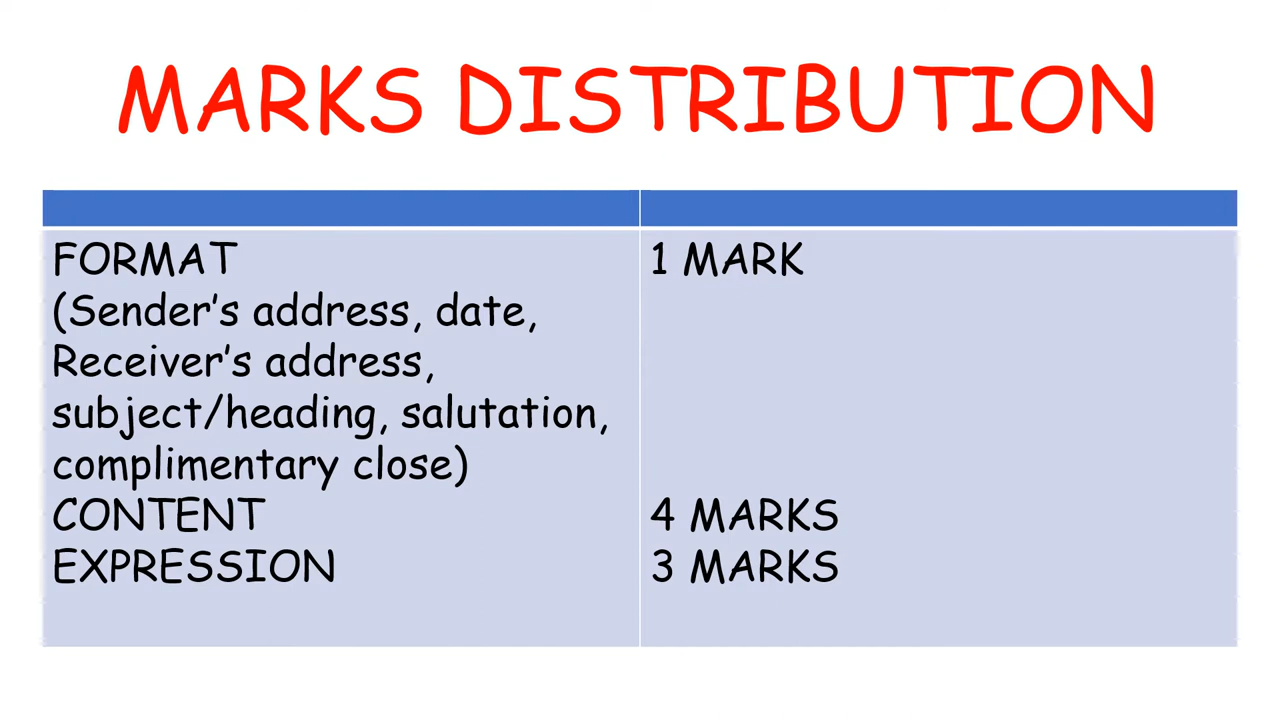 MARKS DISTRIBUTION
FORMAT
1 MARK
(Sender’s address, date,
Receiver’s address,
subject/heading, salutation,
complimentary close)
CONTENT
4 MARKS
EXPRESSION
3 MARKS